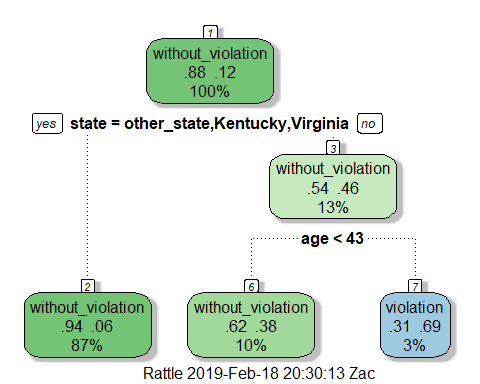 1
without_violation
.88 .12
100%
yes state = other_state,Kentucky,Virginia no
3
without_violation
.54 .46
13%
age < 43
2
without_violation
.94 .06
87%
6
without_violation
.62 .38
10%
7
violation
.31 .69
3%
Rattle 2019-Feb-18 20:30:13 Zac